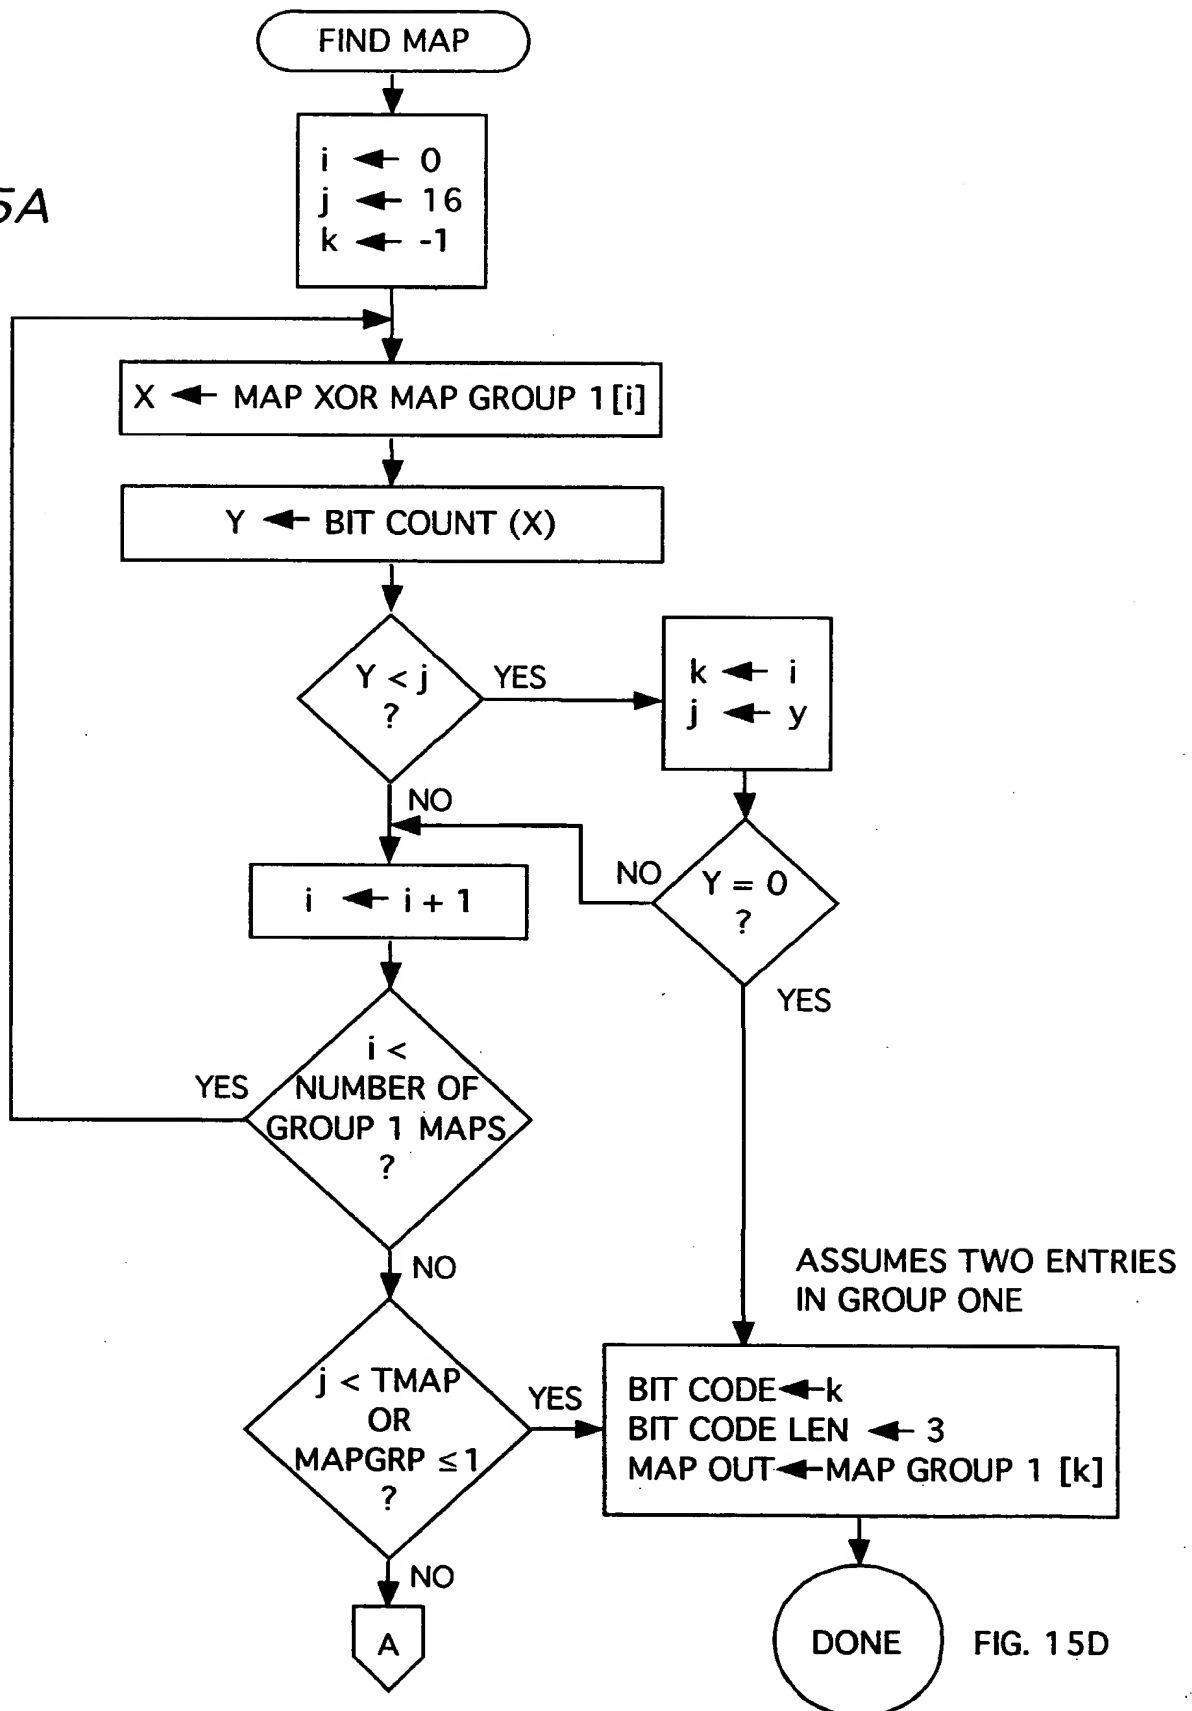 FIND MAP
i ← 0
j ← 16
k ← -1
5A
X ← MAP XOR MAP GROUP 1[i]
Y ← BIT COUNT (X)
Y < j
?
YES
k ← i
j ← y
NO
i ← i + 1
NO
Y = 0
?
YES
i <
NUMBER OF
GROUP 1 MAPS
?
YES
NO
ASSUMES TWO ENTRIES
IN GROUP ONE
j < TMAP
OR
MAPGRP ≤ 1
?
YES
BIT CODE←k
BIT CODE LEN ← 3
MAP OUT←MAP GROUP 1 [k]
NO
A
DONE
FIG. 15D